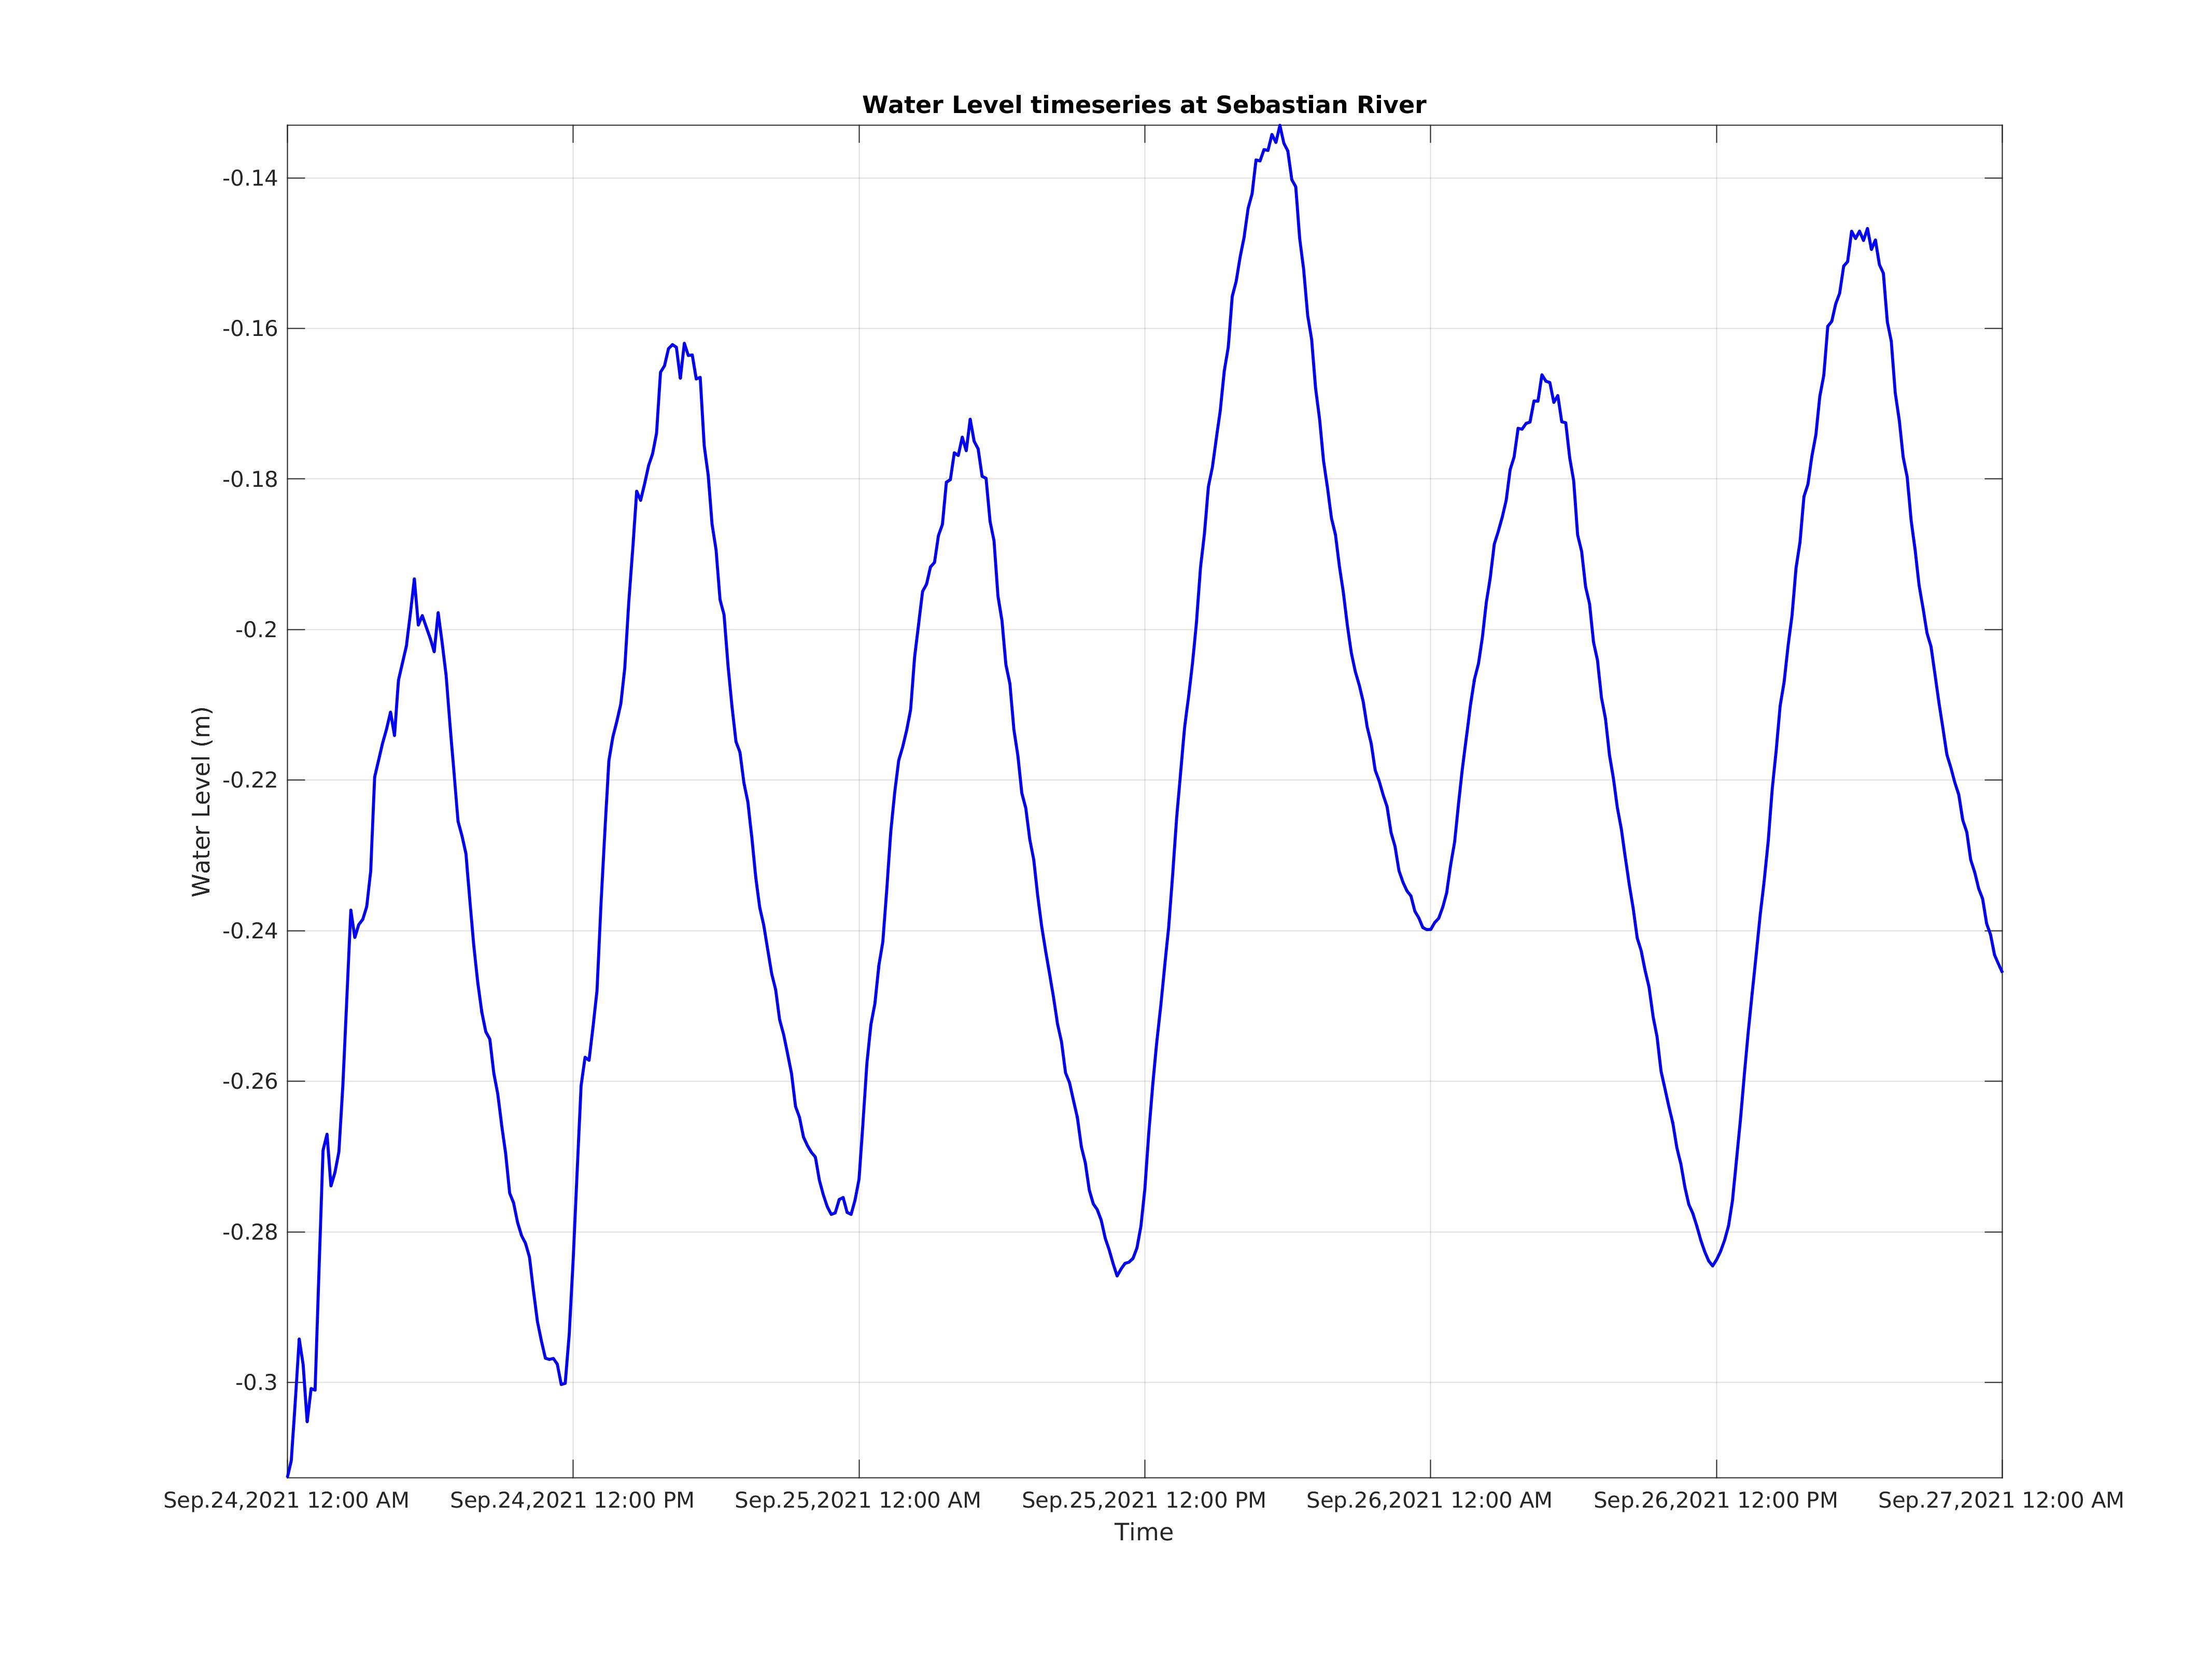 Water Level timeseries at Sebastian River
-0.14
-0.16
-0.18
-0.2
-0.22
-0.24
-0.26
-0.28
-0.3
Water Level (m)
Sep.24,2021 12:00 AM
Sep.24,2021 12:00 PM
Sep.25,2021 12:00 AM
Sep.25,2021 12:00 PM
Sep.26,2021 12:00 AM
Sep.26,2021 12:00 PM
Sep.27,2021 12:00 AM
Time